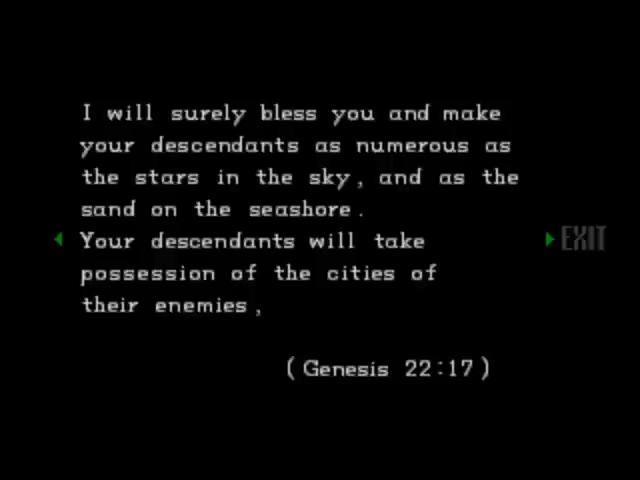 I will surely bless you and make
your descendants as numerous as
the stars in the sky, and as the
sand on the seashore.
Your descendants will take
possession of the cities of
their enemies,
EXIT
(Genesis 22:17)